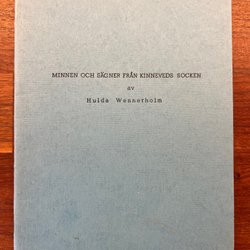 MINNEN OCH SÄGNER FRÅN KINNEVEDS SOCKEN
av
Hulda Wennerholm